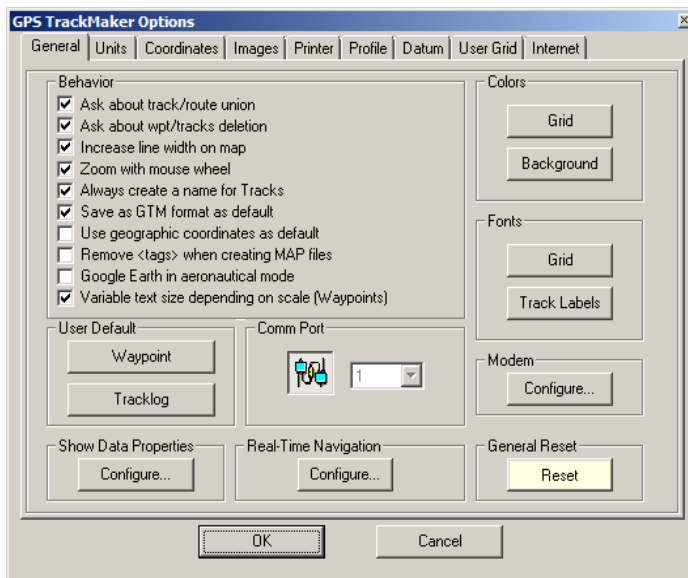 GPS TrackMaker Options
General Units Coordinates Images Printer Profile Datum User Grid Internet
Behavior
Ask about track/route union
Ask about wpt/tracks deletion
Increase line width on map
Zoom with mouse wheel
Always create a name for Tracks
Save as GTM format as default
Use geographic coordinates as default
Remove <tags> when creating MAP files
Google Earth in aeronautical mode
Variable text size depending on scale (Waypoints)
Colors
Grid
Background
Fonts
Grid
Track Labels
User Default
Waypoint
Tracklog
Comm Port
1
Modem
Configure...
Show Data Properties
Configure...
Real-Time Navigation
Configure...
General Reset
Reset
OK
Cancel